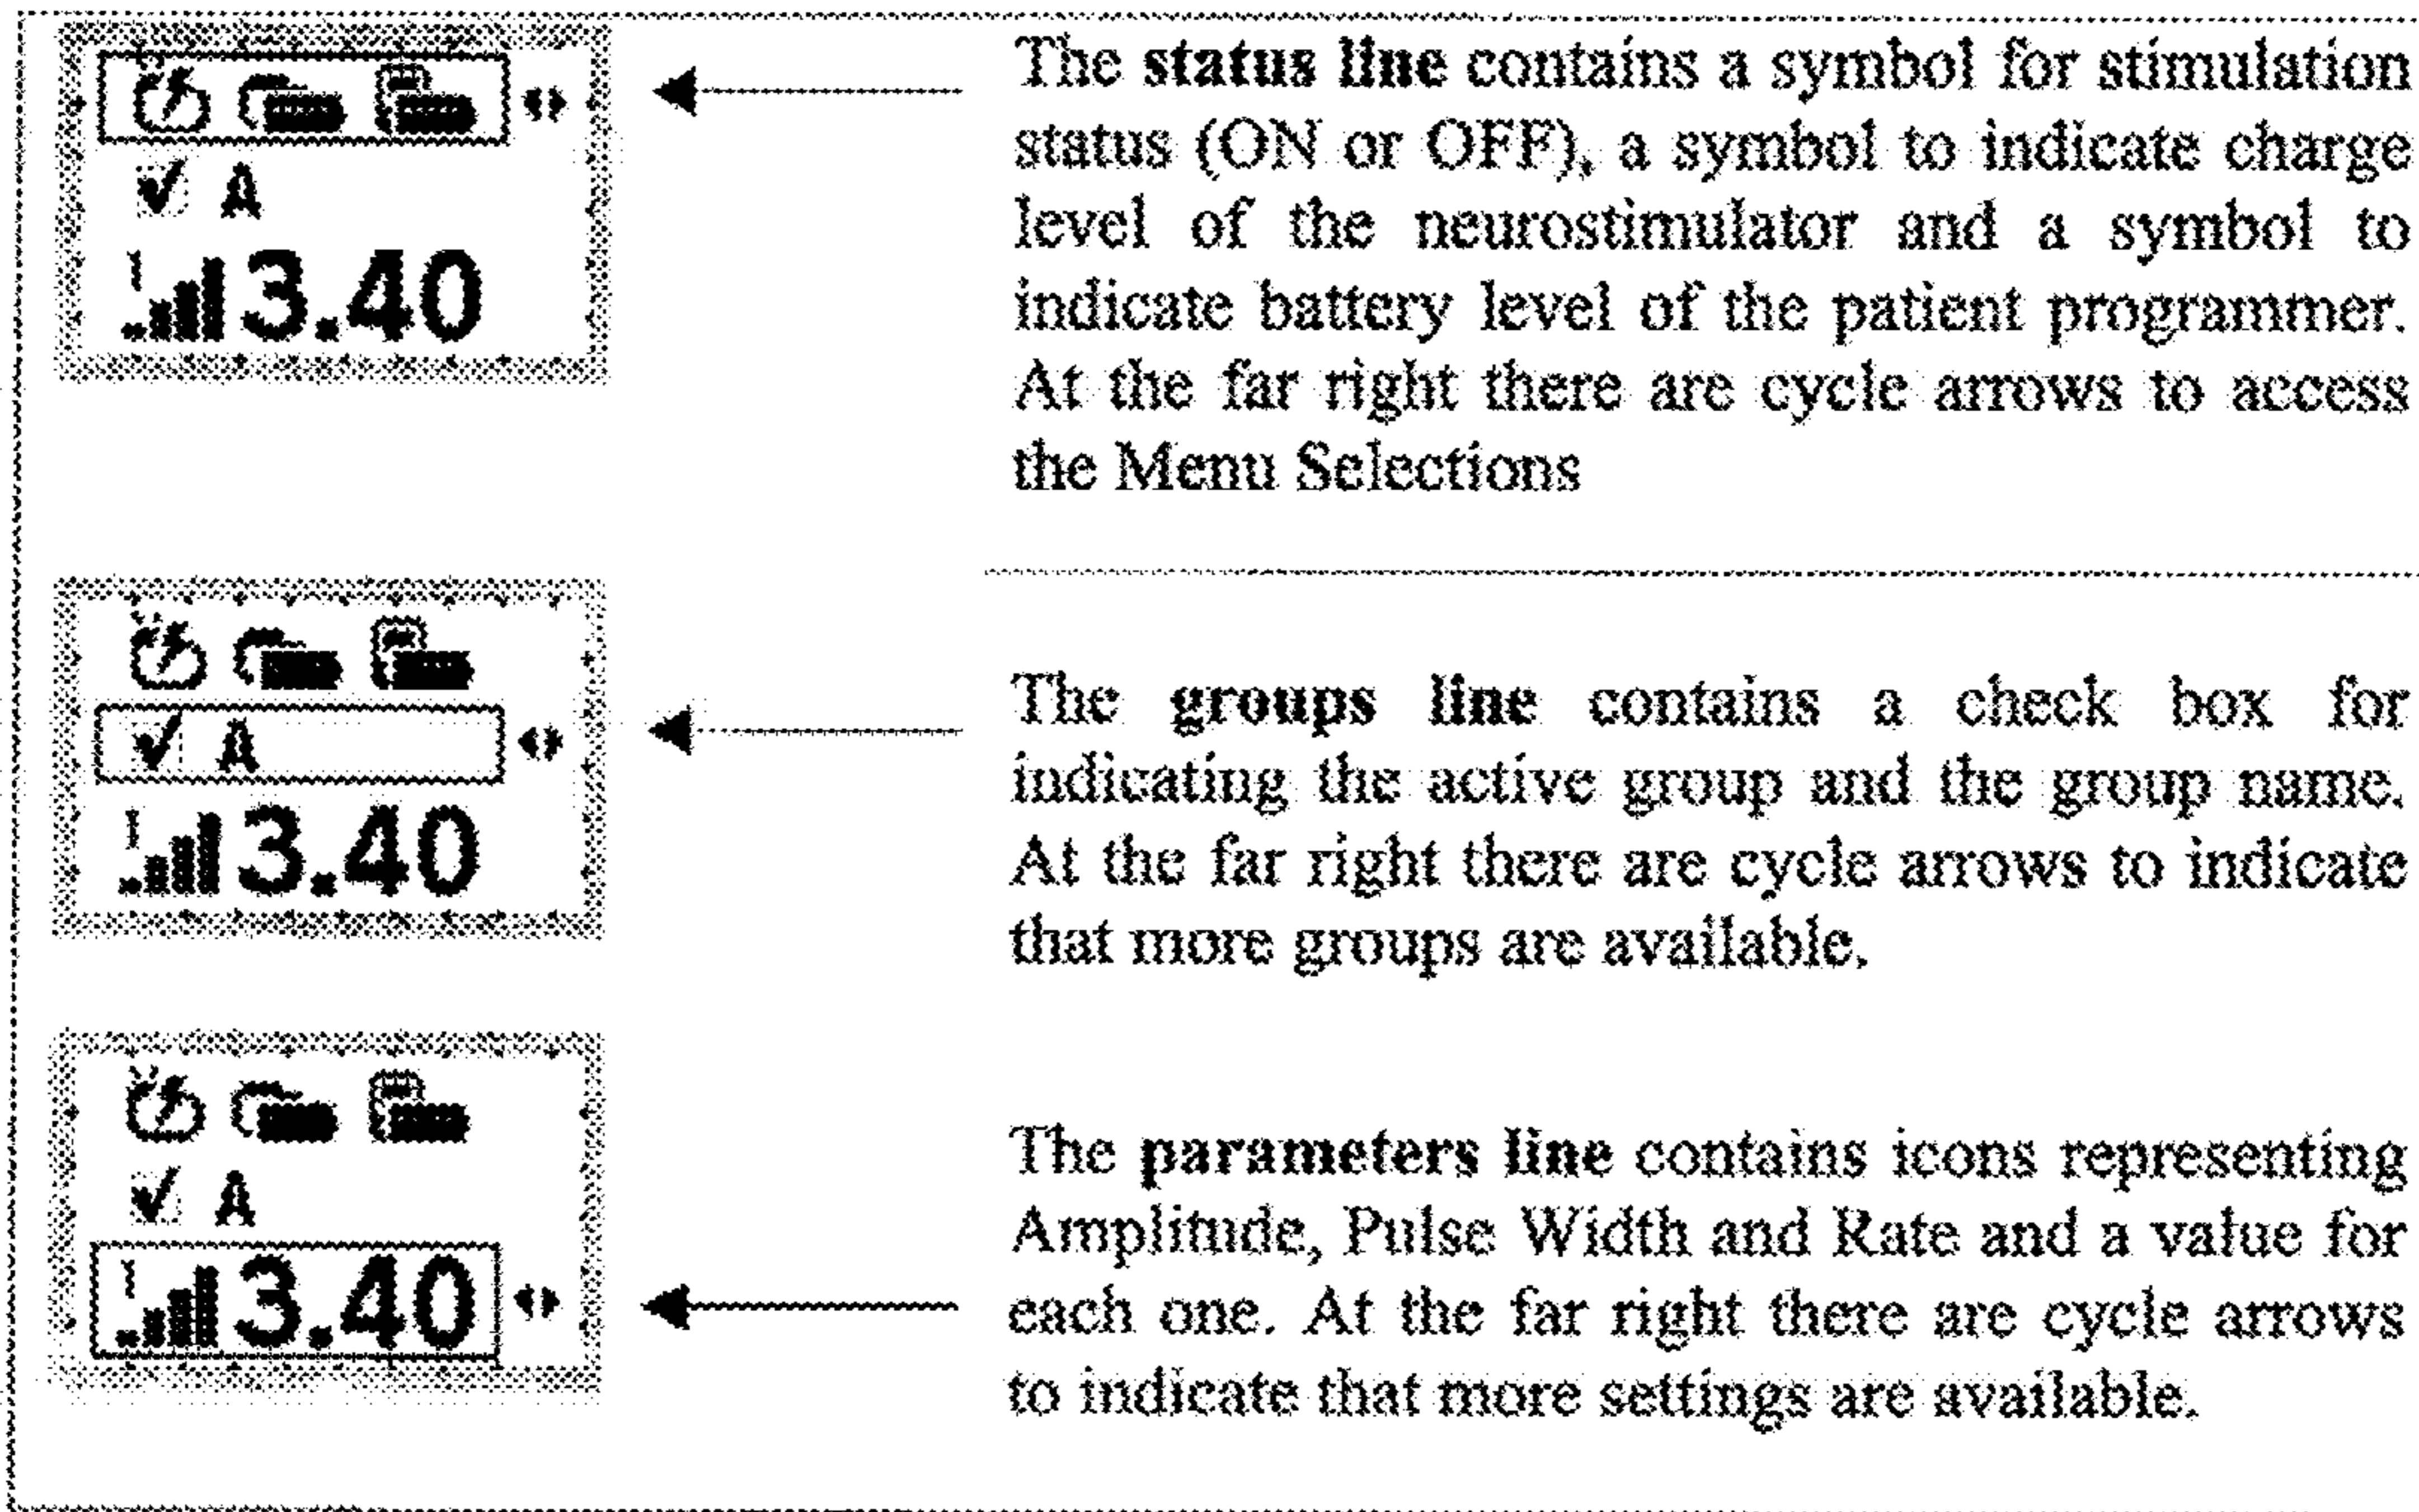 The status line contains a symbol for stimulation
status (ON or OFF), a symbol to indicate charge
level of the neurostimulator and a symbol to
indicate battery level of the patient programmer.
At the far right there are cycle arrows to access
the Menu Selections
✓ A
1 3.40
The groups line contains a check box for
indicating the active group and the group name.
At the far right there are cycle arrows to indicate
that more groups are available.
✓ A
1 3.40
The parameters line contains icons representing
Amplitude, Pulse Width and Rate and a value for
each one. At the far right there are cycle arrows
to indicate that more settings are available.
✓ A
1 3.40